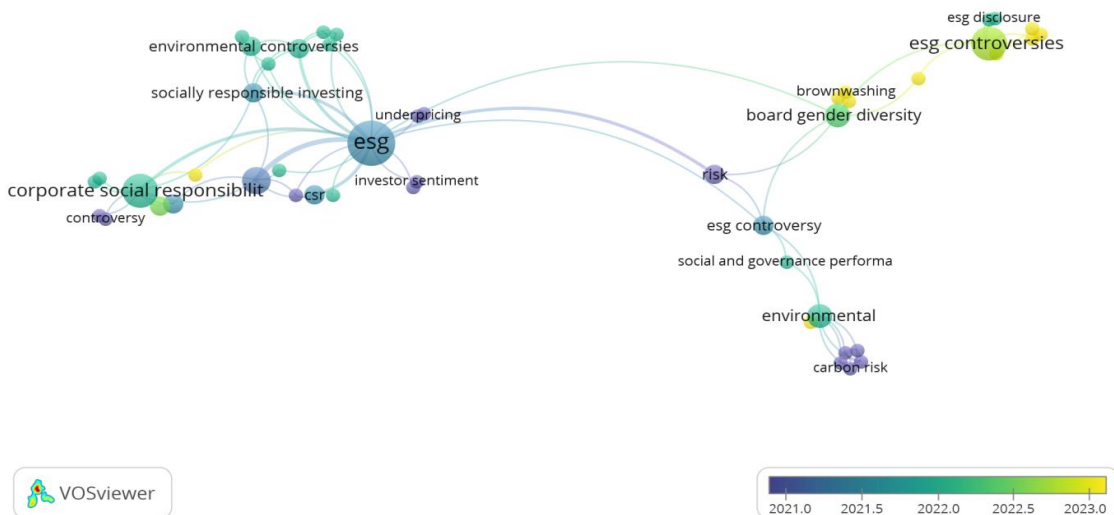 esg disclosure
environmental controversies
esg controversies
socially responsible investing
brownwashing
underpricing
board gender diversity
esg
risk
investor sentiment
corporate social responsibilit
csr
controversy
esg controversy
social and governance performa
environmental
carbon risk
VOSviewer
2021.0 2021.5 2022.0 2022.5 2023.0